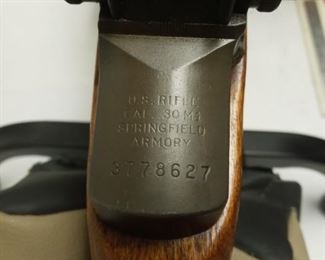 U.S. RIFLE
CAL. .30 M1
SPRINGFIELD
ARMORY
3778627